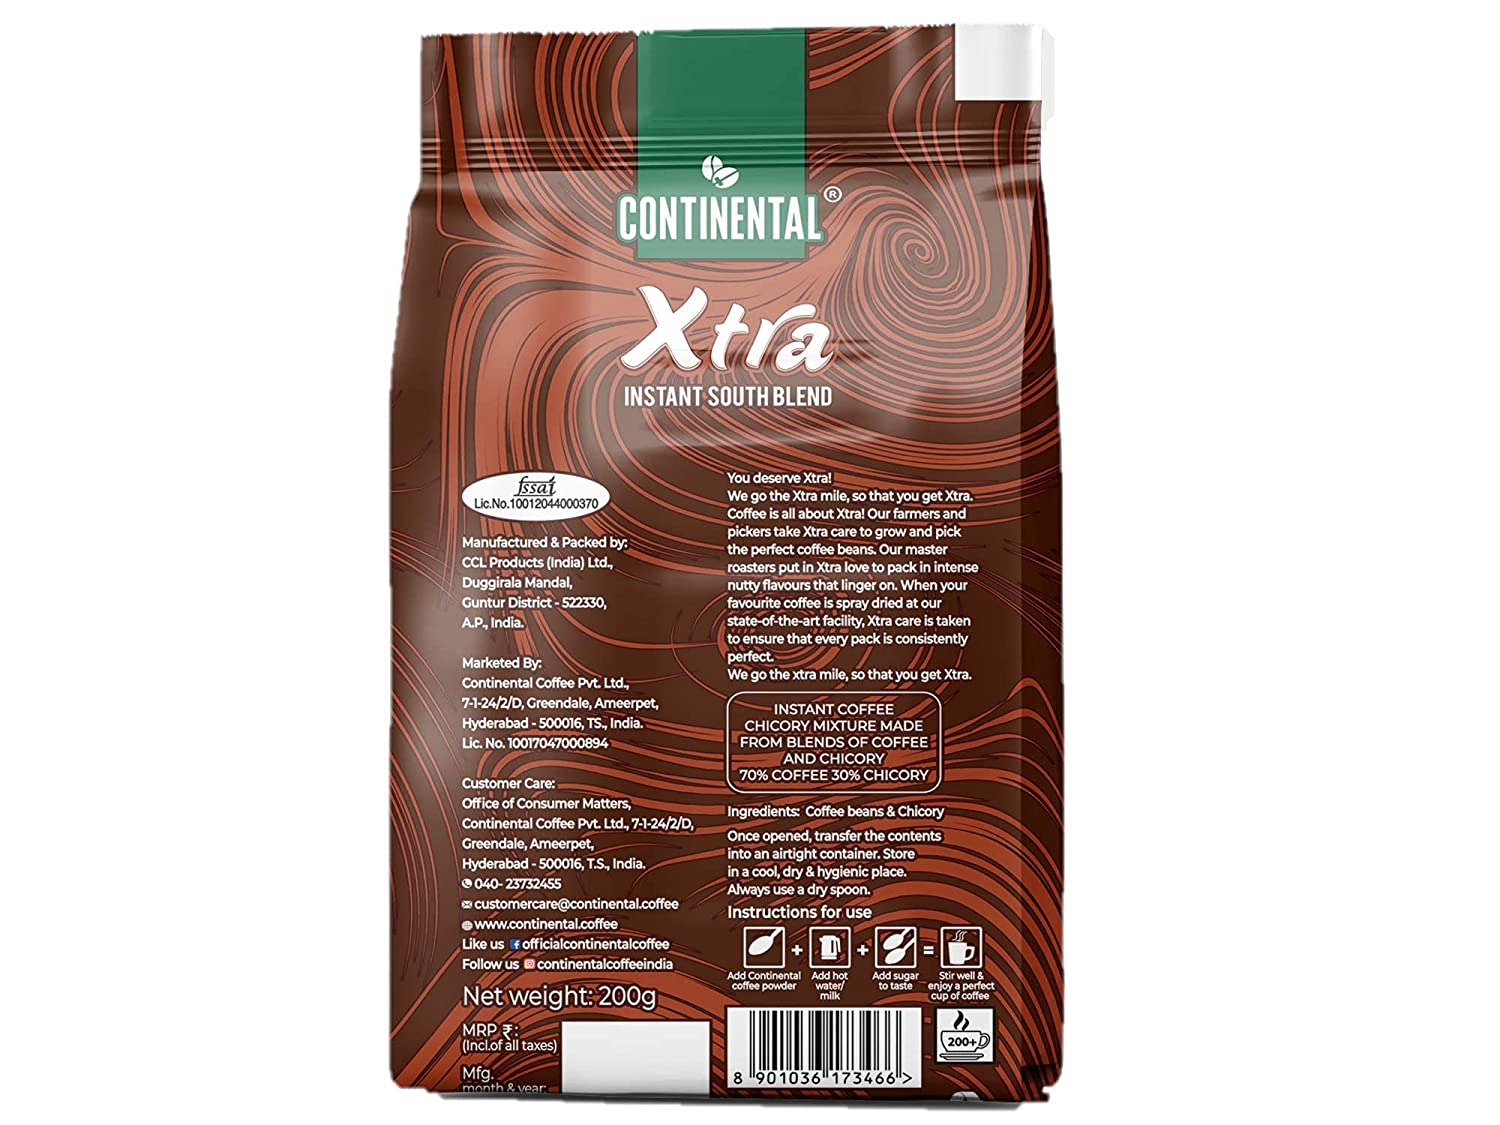 CONTINENTAL®
Xtra
INSTANT SOUTH BLEND
fssai
Lic.No.10012044000370
Manufactured & Packed by:
CCL Products (India) Ltd.,
Duggirala Mandal,
Guntur District - 522330,
A.P., India.
Marketed By:
Continental Coffee Pvt. Ltd.,
7-1-24/2/D, Greendale, Ameerpet,
Hyderabad - 500016, TS., India.
Lic. No. 10017047000894
Customer Care:
Office of Consumer Matters,
Continental Coffee Pvt. Ltd., 7-1-24/2/D,
Greendale, Ameerpet,
Hyderabad - 500016, T.S., India.
040- 23732455
customercare@continental.coffee
www.continental.coffee
Like us officialcontinentalcoffee
Follow us continentalcoffeeindia
Net weight: 200g
MRP ₹:
(Incl.of all taxes)
Mfg.
month & year:
You deserve Xtra!
We go the Xtra mile, so that you get Xtra.
Coffee is all about Xtra! Our farmers and
pickers take Xtra care to grow and pick
the perfect coffee beans. Our master
roasters put in Xtra love to pack in intense
nutty flavours that linger on. When your
favourite coffee is spray dried at our
state-of-the-art facility, Xtra care is taken
to ensure that every pack is consistently
perfect.
We go the xtra mile, so that you get Xtra.
INSTANT COFFEE
CHICORY MIXTURE MADE
FROM BLENDS OF COFFEE
AND CHICORY
70% COFFEE 30% CHICORY
Ingredients: Coffee beans & Chicory
Once opened, transfer the contents
into an airtight container. Store
in a cool, dry & hygienic place.
Always use a dry spoon.
Instructions for use
+ + =
Add Continental
coffee powder
Add hot
water/
milk
Add sugar
to taste
Stir well &
enjoy a perfect
cup of coffee
200+
8 901036 173466 >